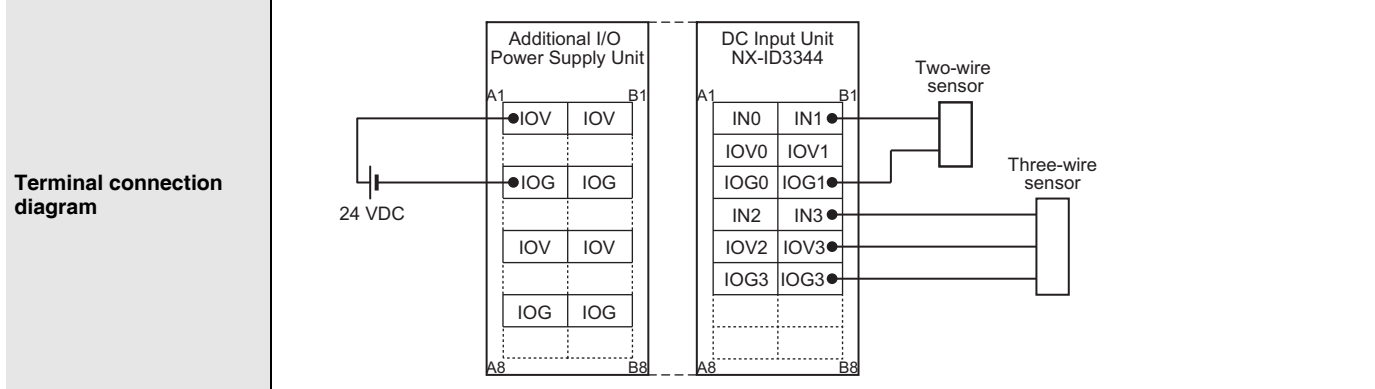 Terminal connection
diagram
Additional I/O
Power Supply Unit
A1 B1
IOV IOV
IOG IOG
IOV IOV
IOG IOG
A8 B8
24 VDC
DC Input Unit
NX-ID3344
A1 B1
IN0 IN1
IOV0 IOV1
IOG0 IOG1
IN2 IN3
IOV2 IOV3
IOG3 IOG3
A8 B8
Two-wire
sensor
Three-wire
sensor